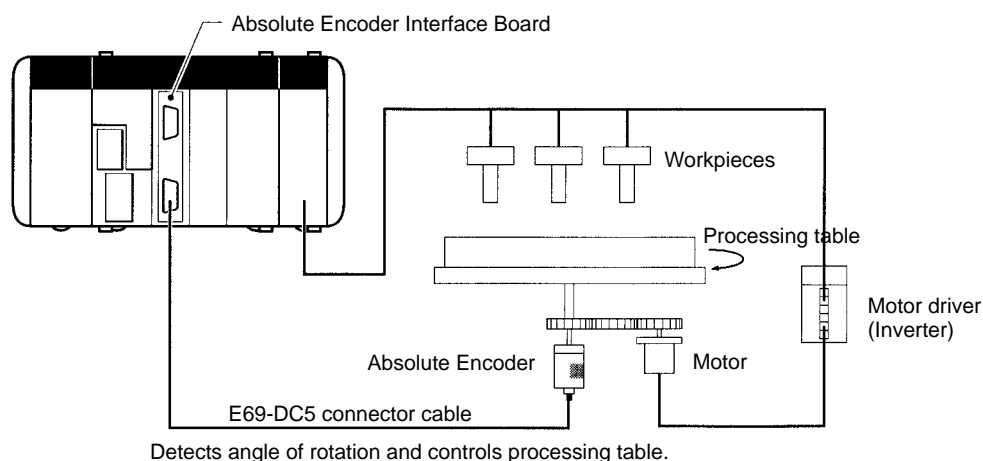 Absolute Encoder Interface Board
Workpieces
Processing table
Motor driver
(Inverter)
Absolute Encoder
Motor
E69-DC5 connector cable
Detects angle of rotation and controls processing table.